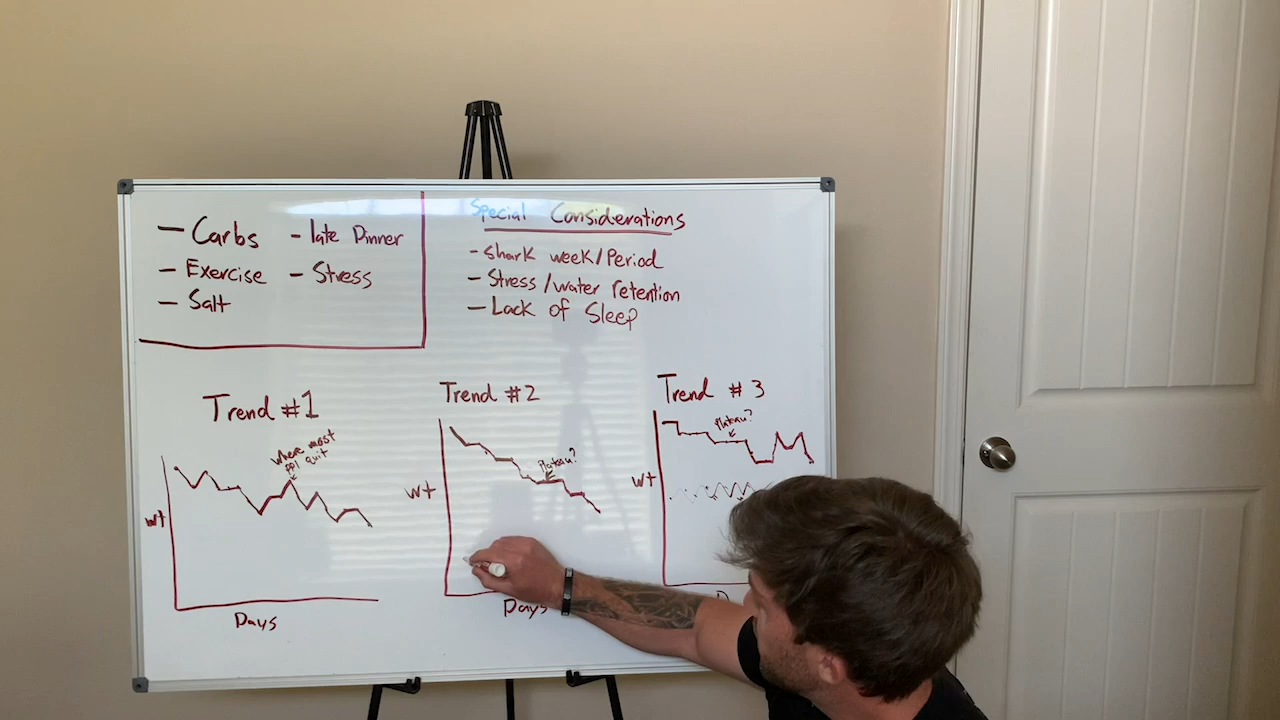 - Carbs
- Exercise
- Salt
- late Dinner
- Stress
Special Considerations
- Shark week/Period
- Stress/water retention
- Lack of Sleep
Trend #1
where most
ppl quit
wt
Days
Trend #2
Plateau?
wt
Days
Trend #3
Plateau?
wt
D